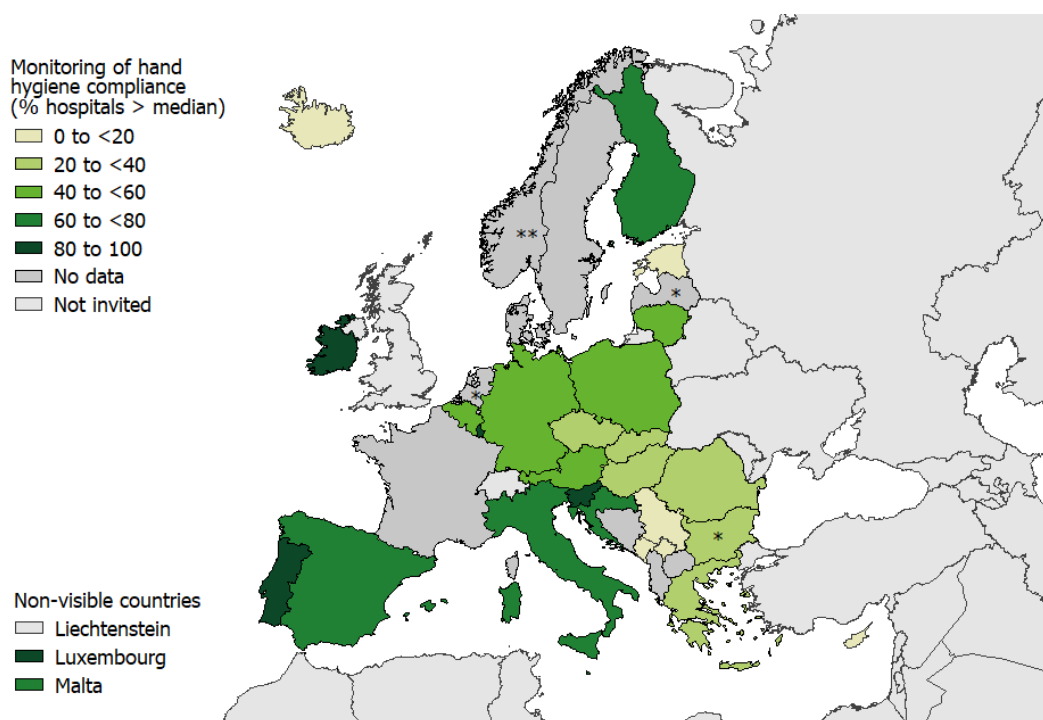 Monitoring of hand
hygiene compliance
(% hospitals > median)
0 to <20
20 to <40
40 to <60
60 to <80
80 to 100
No data
Not invited
**
*
*
*
Non-visible countries
Liechtenstein
Luxembourg
Malta